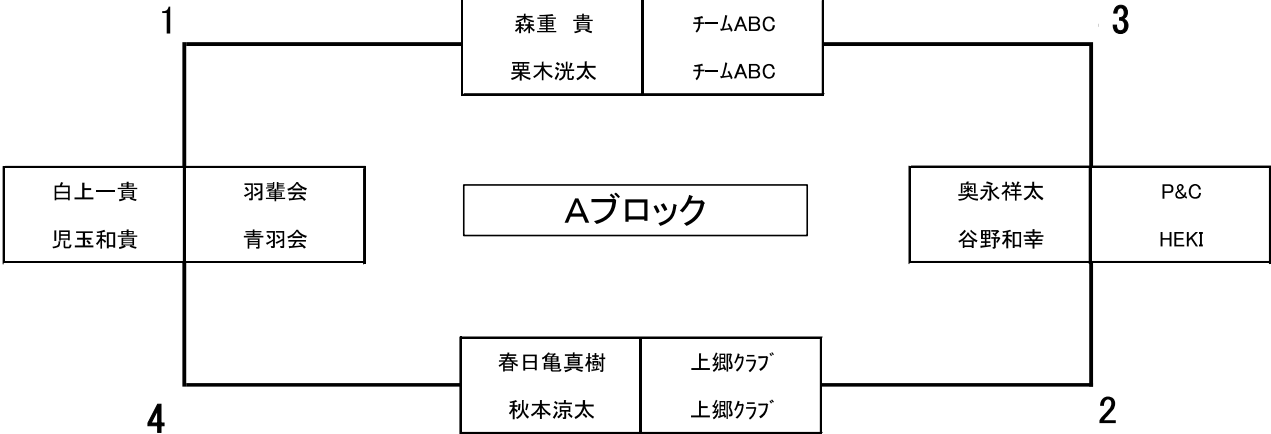 1
森重　貴 ﾁｰﾑABC
栗木洸太 ﾁｰﾑABC
3
白上一貴 羽輩会
児玉和貴 青羽会
Aブロック
奥永祥太 P&C
谷野和幸 HEKI
春日亀真樹 上郷ｸﾗﾌﾞ
秋本涼太 上郷ｸﾗﾌﾞ
4
2